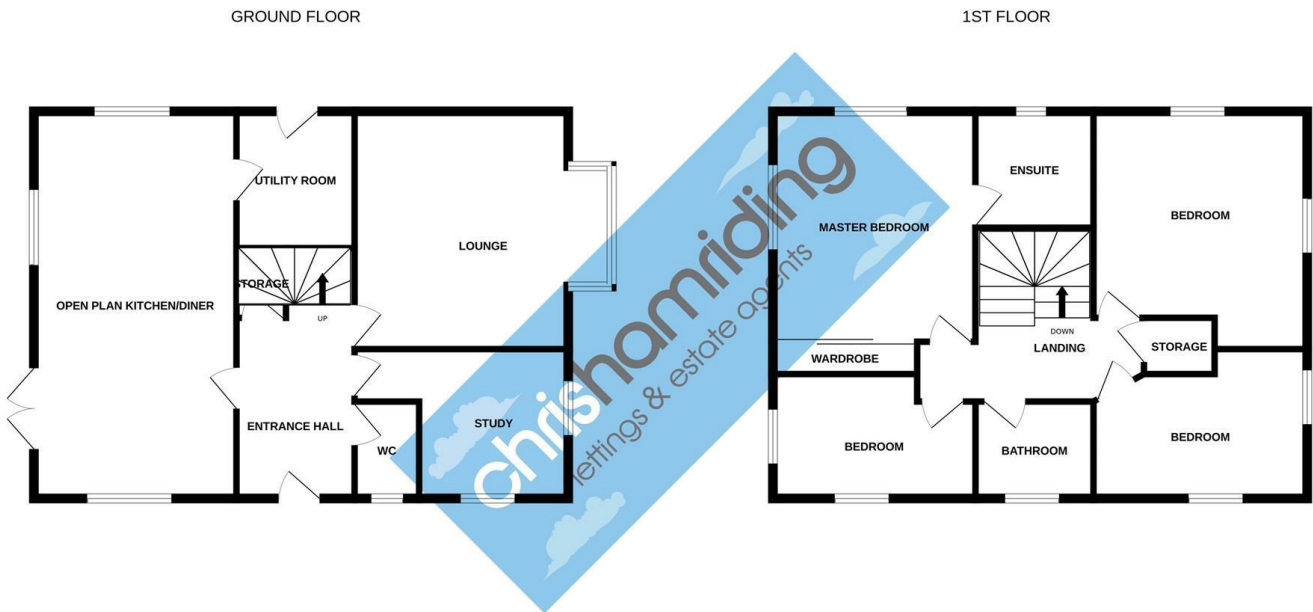 GROUND FLOOR
UTILITY ROOM
LOUNGE
STORAGE
OPEN PLAN KITCHEN/DINER
UP
ENTRANCE HALL
WC
STUDY
1ST FLOOR
ENSUITE
MASTER BEDROOM
BEDROOM
DOWN
LANDING
STORAGE
WARDROBE
BEDROOM
BATHROOM
BEDROOM
chrishamriding
lettings & estate agents